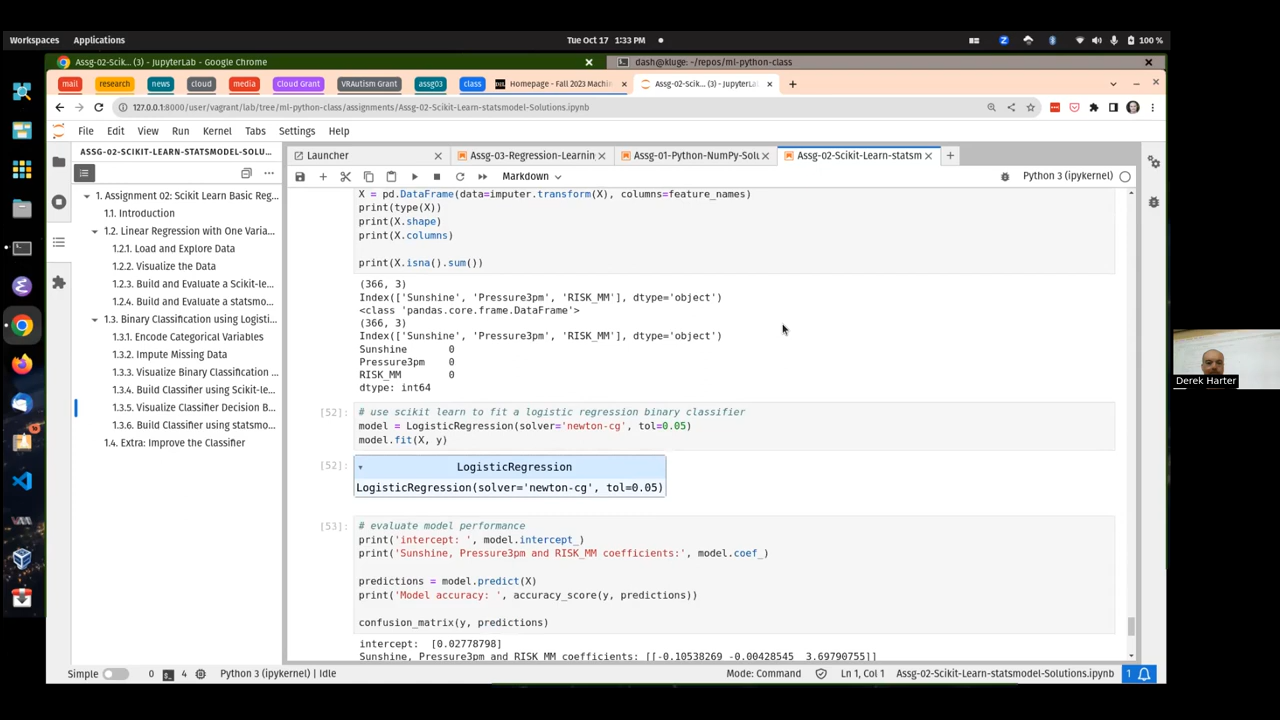 Workspaces Applications Tue Oct 17 1:33 PM 100 %
Assg-02-Scik... (3) - JupyterLab - Google Chrome dash@kluge: ~/repos/ml-python-class
mail research news cloud media Cloud Grant VRAutism Grant assg03 class Homepage - Fall 2023 Machin Assg-02-Scik... (3) - JupyterLa
127.0.0.1:8000/user/vagrant/lab/tree/ml-python-class/assignments/Assg-02-Scikit-Learn-statsmodel-Solutions.ipynb
File Edit View Run Kernel Tabs Settings Help
ASSG-02-SCIKIT-LEARN-STATSMODEL-SOLU...
Launcher Assg-03-Regression-Learnin Assg-01-Python-NumPy-Solu Assg-02-Scikit-Learn-statsm
Markdown Python 3 (ipykernel)
1. Assignment 02: Scikit Learn Basic Reg...
1.1. Introduction
1.2. Linear Regression with One Varia...
1.2.1. Load and Explore Data
1.2.2. Visualize the Data
1.2.3. Build and Evaluate a Scikit-le...
1.2.4. Build and Evaluate a statsmo...
1.3. Binary Classification using Logisti...
1.3.1. Encode Categorical Variables
1.3.2. Impute Missing Data
1.3.3. Visualize Binary Classification ...
1.3.4. Build Classifier using Scikit-le...
1.3.5. Visualize Classifier Decision B...
1.3.6. Build Classifier using statsmo...
1.4. Extra: Improve the Classifier
X = pd.DataFrame(data=imputer.transform(X), columns=feature_names)
print(type(X))
print(X.shape)
print(X.columns)
print(X.isna().sum())
(366, 3)
Index(['Sunshine', 'Pressure3pm', 'RISK_MM'], dtype='object')
<class 'pandas.core.frame.DataFrame'>
(366, 3)
Index(['Sunshine', 'Pressure3pm', 'RISK_MM'], dtype='object')
Sunshine 0
Pressure3pm 0
RISK_MM 0
dtype: int64
[52]: # use scikit learn to fit a logistic regression binary classifier
model = LogisticRegression(solver='newton-cg', tol=0.05)
model.fit(X, y)
[52]: LogisticRegression
LogisticRegression(solver='newton-cg', tol=0.05)
[53]: # evaluate model performance
print('intercept: ', model.intercept_)
print('Sunshine, Pressure3pm and RISK_MM coefficients:', model.coef_)
predictions = model.predict(X)
print('Model accuracy: ', accuracy_score(y, predictions))
confusion_matrix(y, predictions)
intercept: [0.02778798]
Sunshine, Pressure3pm and RISK_MM coefficients: [[-0.10538269 -0.00428545 3.69790755]]
Simple 0 4 Python 3 (ipykernel) | Idle Mode: Command Ln 1, Col 1 Assg-02-Scikit-Learn-statsmodel-Solutions.ipynb 1
Derek Harter